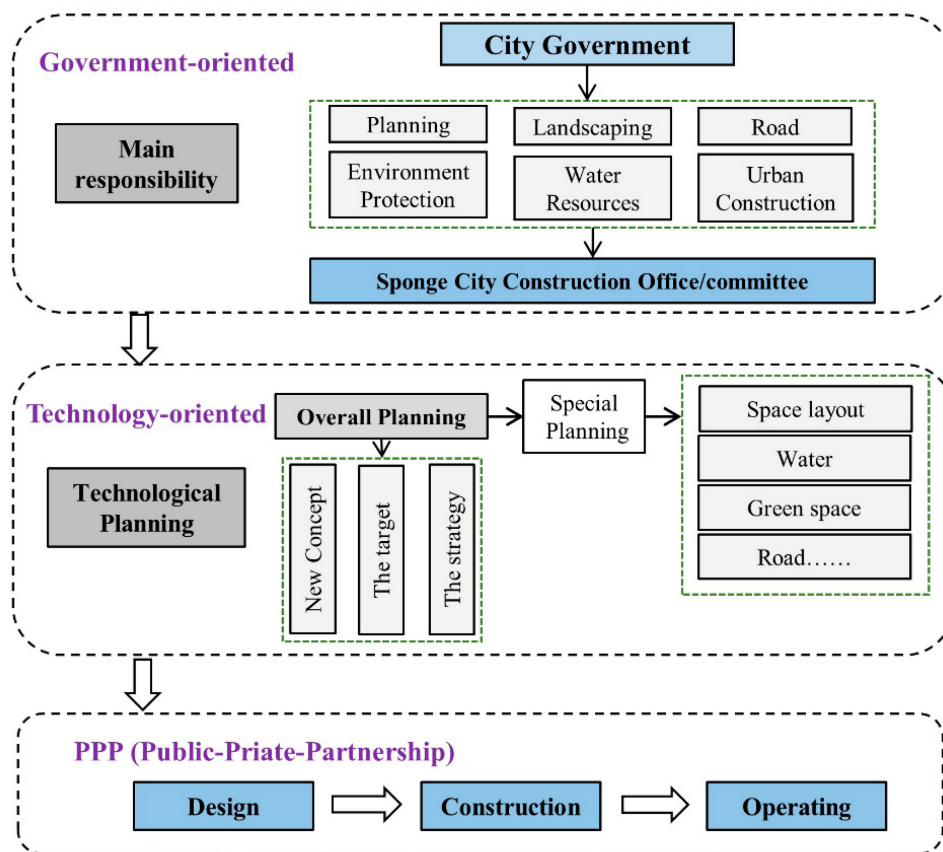 City Government
Government-oriented
Planning
Landscaping
Road
Main
responsibility
Environment
Protection
Water
Resources
Urban
Construction
Sponge City Construction Office/committee
Technology-oriented
Overall Planning
Special
Planning
Space layout
Water
Green space
Road……
Technological
Planning
New Concept
The target
The strategy
PPP (Public-Priate-Partnership)
Design
Construction
Operating